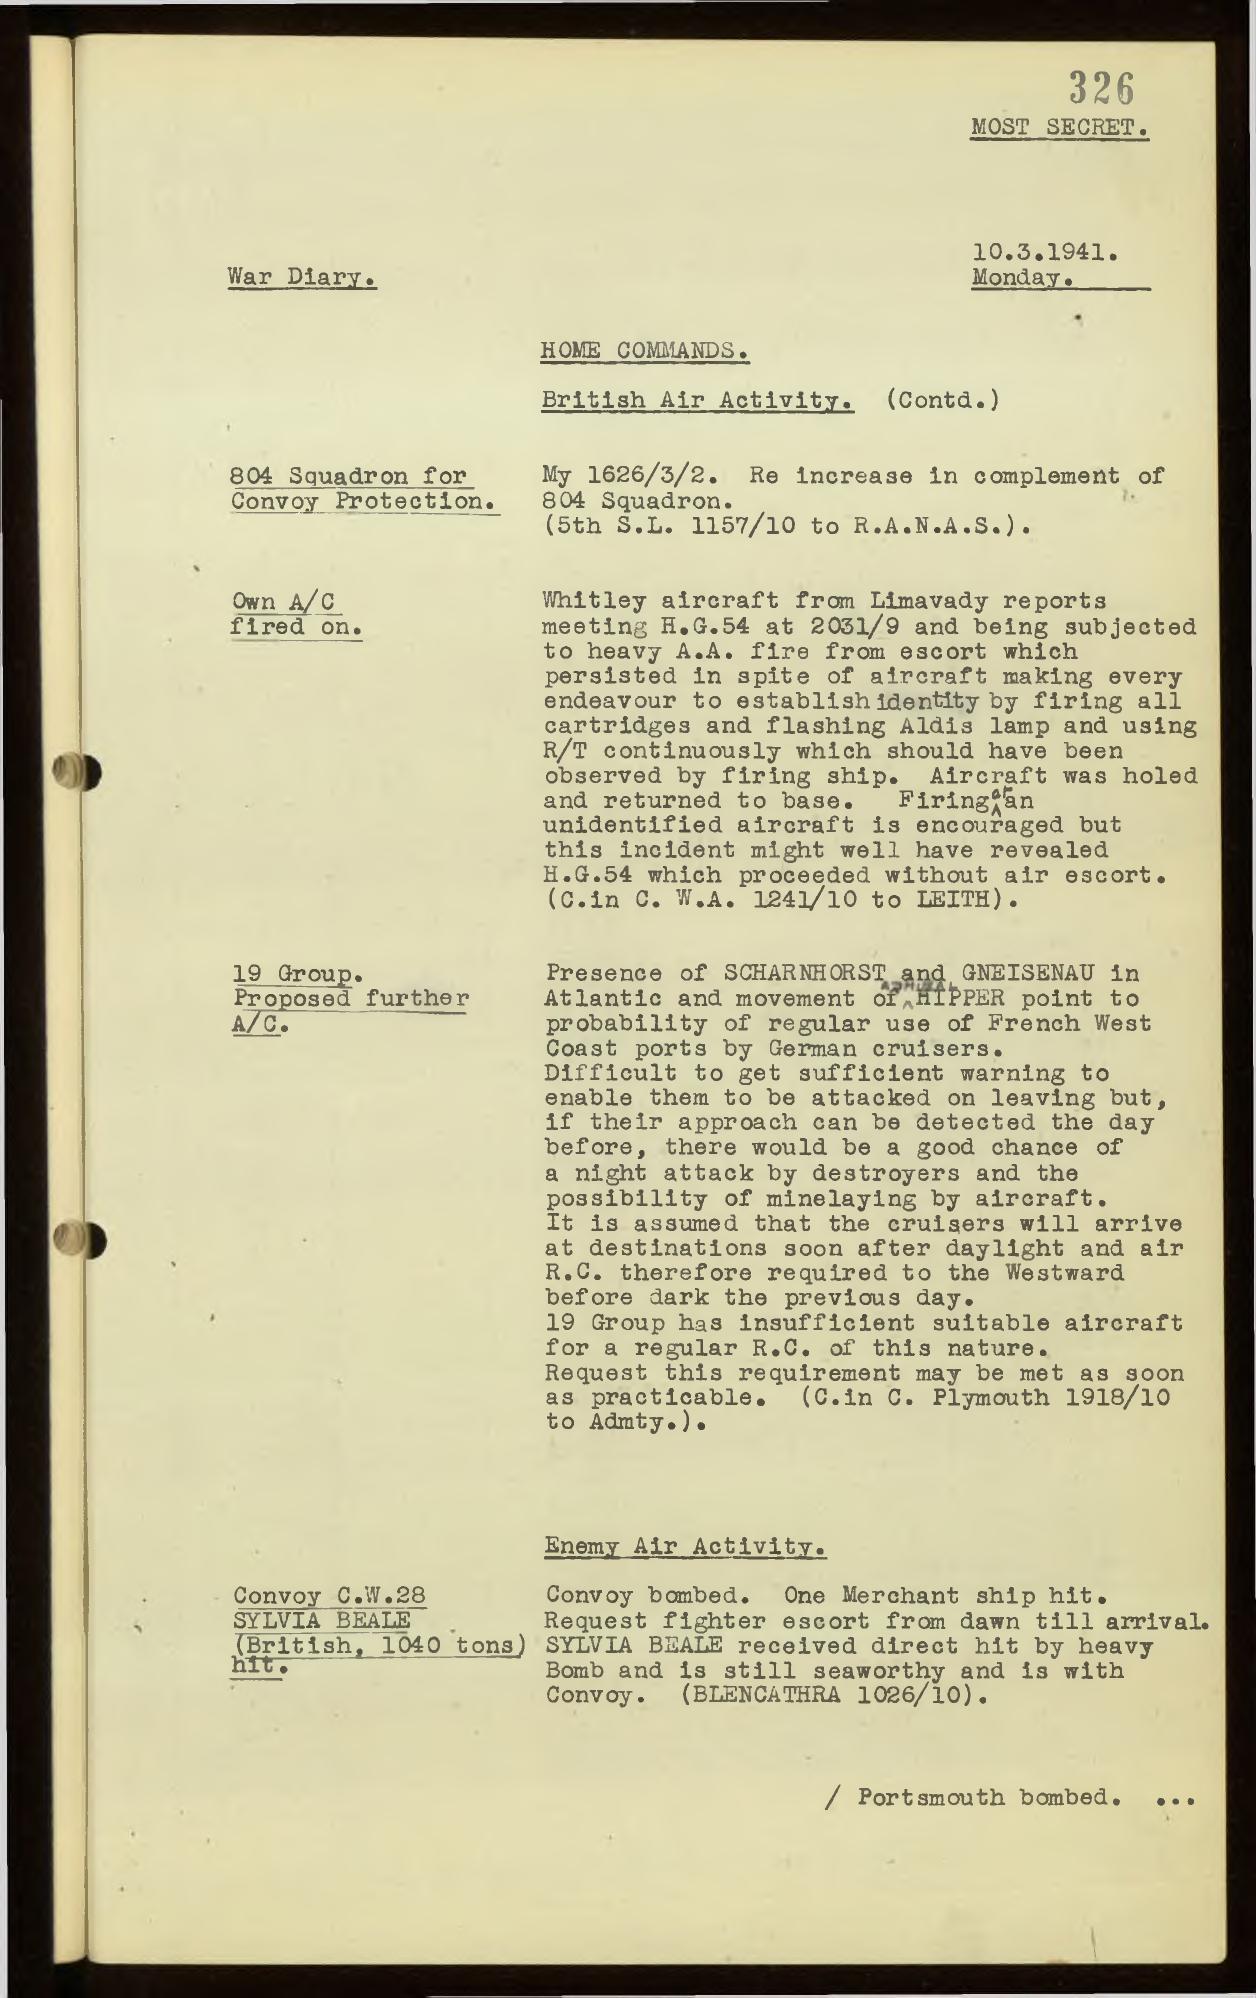 326
MOST SECRET.
10.3.1941.
War Diary.
Monday.
HOME COMMANDS.
British Air Activity. (Contd.)
804 Squadron for
Convoy Protection.
My 1626/3/2. Re increase in complement of
804 Squadron.
(5th S.L. 1157/10 to R.A.N.A.S.).
Own A/C
fired on.
Whitley aircraft from Limavady reports
meeting H.G.54 at 2031/9 and being subjected
to heavy A.A. fire from escort which
persisted in spite of aircraft making every
endeavour to establish identity by firing all
cartridges and flashing Aldis lamp and using
R/T continuously which should have been
observed by firing ship. Aircraft was holed
and returned to base. Firing at an
unidentified aircraft is encouraged but
this incident might well have revealed
H.G.54 which proceeded without air escort.
(C.in C. W.A. 1241/10 to LEITH).
19 Group.
Proposed further
A/C.
Presence of SCHARNHORST and GNEISENAU in
Atlantic and movement of ADMIRAL HIPPER point to
probability of regular use of French West
Coast ports by German cruisers.
Difficult to get sufficient warning to
enable them to be attacked on leaving but,
if their approach can be detected the day
before, there would be a good chance of
a night attack by destroyers and the
possibility of minelaying by aircraft.
It is assumed that the cruisers will arrive
at destinations soon after daylight and air
R.C. therefore required to the Westward
before dark the previous day.
19 Group has insufficient suitable aircraft
for a regular R.C. of this nature.
Request this requirement may be met as soon
as practicable. (C.in C. Plymouth 1918/10
to Admty.).
Enemy Air Activity.
Convoy C.W.28
SYLVIA BEALE
(British, 1040 tons)
hit.
Convoy bombed. One Merchant ship hit.
Request fighter escort from dawn till arrival.
SYLVIA BEALE received direct hit by heavy
Bomb and is still seaworthy and is with
Convoy. (BLENCATHRA 1026/10).
/ Portsmouth bombed. ...